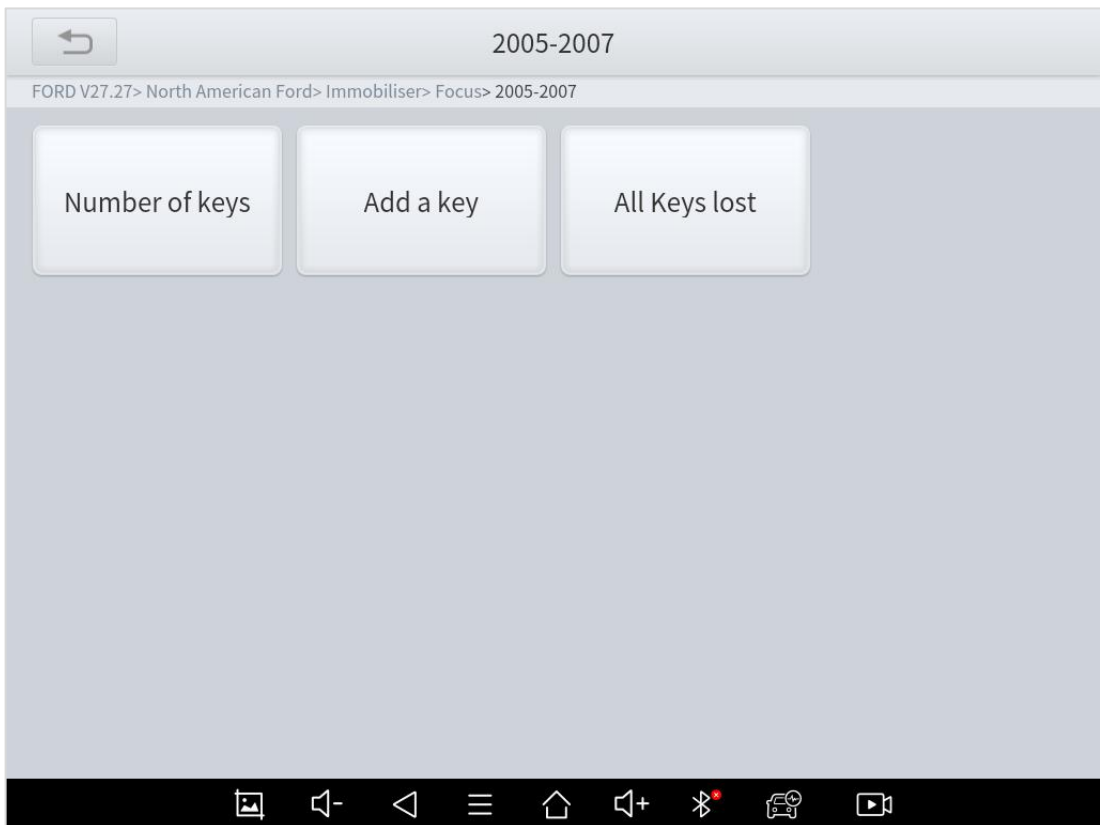 2005-2007
FORD V27.27> North American Ford> Immobiliser> Focus> 2005-2007
Number of keys
Add a key
All Keys lost